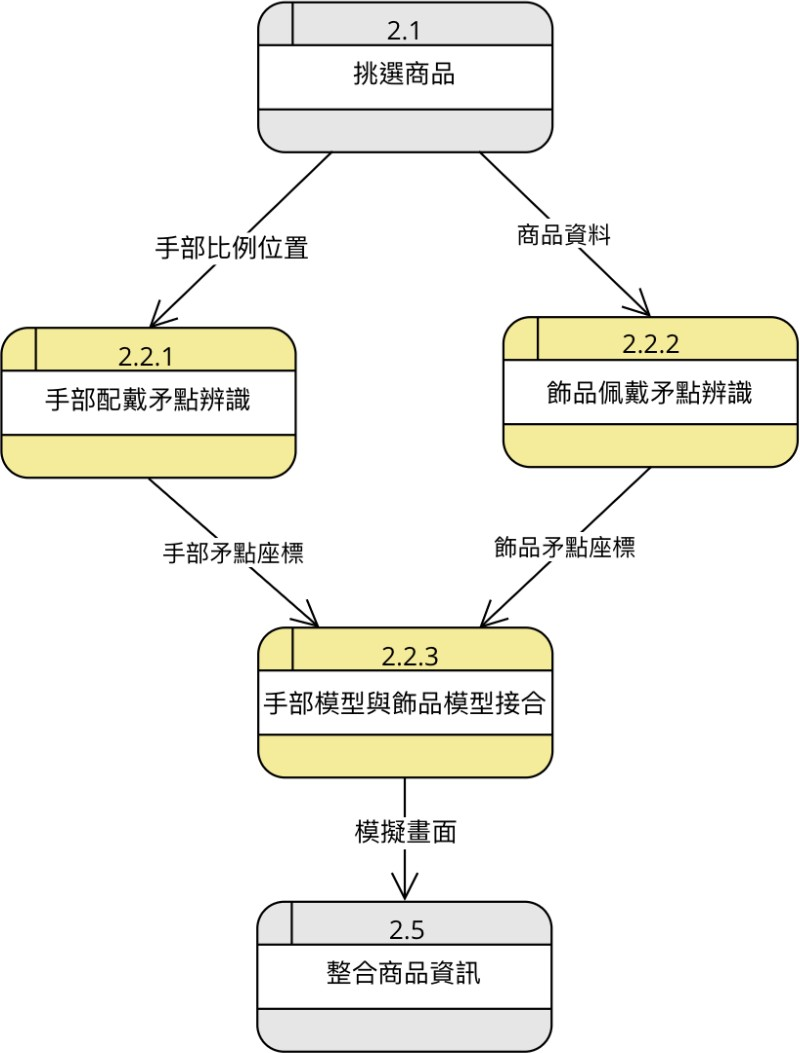 2.1
挑選商品
手部比例位置
商品資料
2.2.1
手部配戴矛點辨識
2.2.2
飾品佩戴矛點辨識
手部矛點座標
飾品矛點座標
2.2.3
手部模型與飾品模型接合
模擬畫面
2.5
整合商品資訊